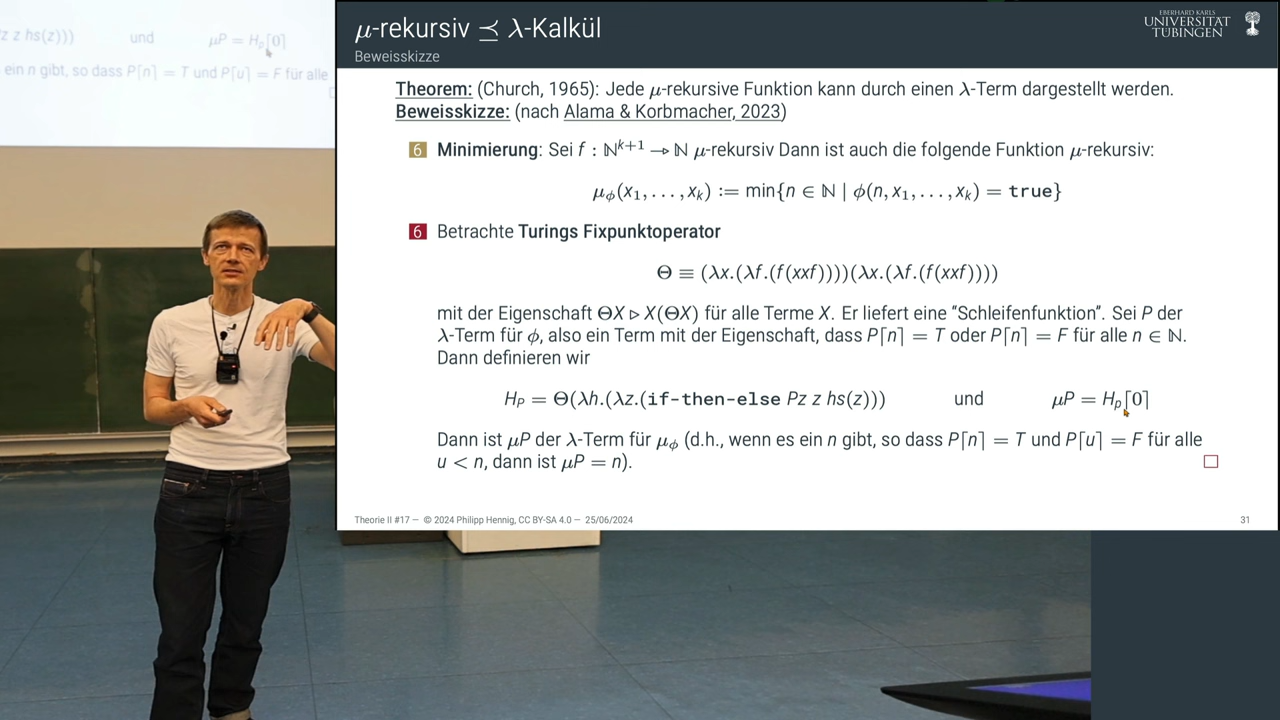 z z hs(z))) und μP = H_p⌈0⌉
ein n gibt, so dass P⌈n⌉ = T und P⌈u⌉ = F für alle
μ-rekursiv ⪯ λ-Kalkül
Beweisskizze
EBERHARD KARLS
UNIVERSITÄT
TÜBINGEN
Theorem: (Church, 1965): Jede μ-rekursive Funktion kann durch einen λ-Term dargestellt werden.
Beweisskizze: (nach Alama & Korbmacher, 2023)
6 Minimierung: Sei f : ℕ^{k+1} ⇀ ℕ μ-rekursiv Dann ist auch die folgende Funktion μ-rekursiv:
μ_ϕ(x₁, . . . , x_k) := min{n ∈ ℕ | ϕ(n, x₁, . . . , x_k) = true}
6 Betrachte Turings Fixpunktoperator
Θ ≡ (λx.(λf.(f(xxf))))(λx.(λf.(f(xxf))))
mit der Eigenschaft ΘX ▷ X(ΘX) für alle Terme X. Er liefert eine “Schleifenfunktion”. Sei P der
λ-Term für ϕ, also ein Term mit der Eigenschaft, dass P⌈n⌉ = T oder P⌈n⌉ = F für alle n ∈ ℕ.
Dann definieren wir
H_P = Θ(λh.(λz.(if-then-else Pz z hs(z))) und μP = H_p⌈0⌉
Dann ist μP der λ-Term für μ_ϕ (d.h., wenn es ein n gibt, so dass P⌈n⌉ = T und P⌈u⌉ = F für alle
u < n, dann ist μP = n).
Theorie II #17 — © 2024 Philipp Hennig, CC BY-SA 4.0 — 25/06/2024 31